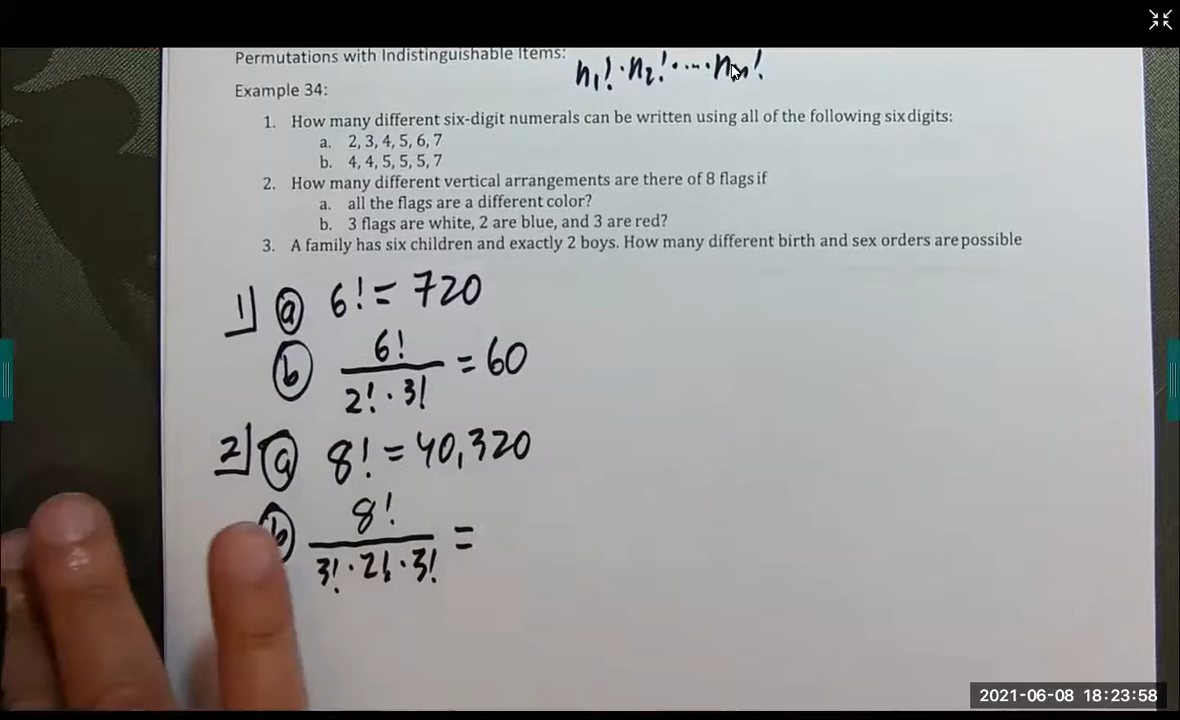 Permutations with Indistinguishable Items:
n₁! · n₂! · ... · nₘ!
Example 34:
1. How many different six-digit numerals can be written using all of the following six digits:
a. 2, 3, 4, 5, 6, 7
b. 4, 4, 5, 5, 5, 7
2. How many different vertical arrangements are there of 8 flags if
a. all the flags are a different color?
b. 3 flags are white, 2 are blue, and 3 are red?
3. A family has six children and exactly 2 boys. How many different birth and sex orders are possible
1) a 6! = 720
b 6! / 2! · 3! = 60
2) a 8! = 40,320
b 8! / 3! · 2! · 3! =
2021-06-08 18:23:58